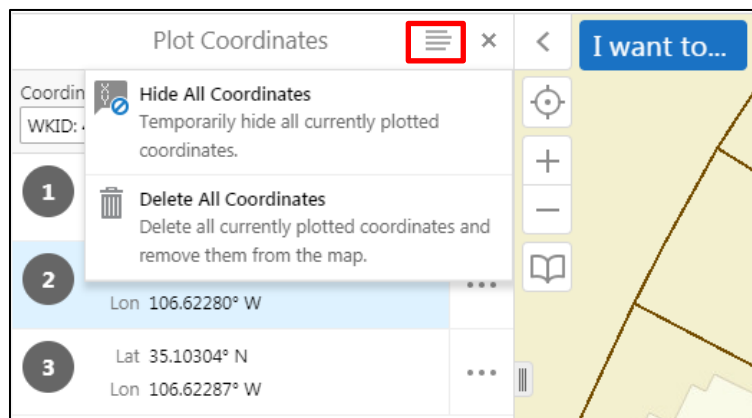 Plot Coordinates
I want to...
Hide All Coordinates
Temporarily hide all currently plotted
coordinates.
Delete All Coordinates
Delete all currently plotted coordinates and
remove them from the map.
Coordin
WKID:
1
2
Lon 106.62280° W
3
Lat 35.10304° N
Lon 106.62287° W